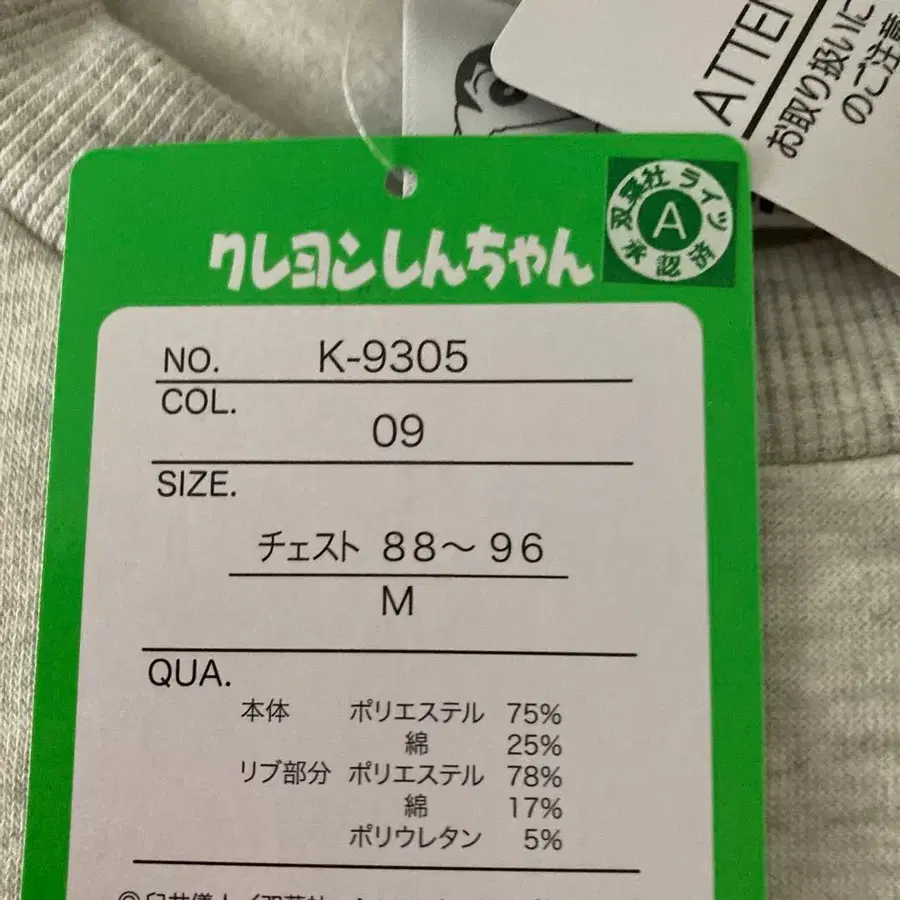 ATTE
お取り扱いに
のご注意
双葉社ライツ
A
承認済
クレヨンしんちゃん
NO. K-9305
COL.
09
SIZE.
チェスト 88〜96
M
QUA.
本体 ポリエステル 75%
綿 25%
リブ部分 ポリエステル 78%
綿 17%
ポリウレタン 5%